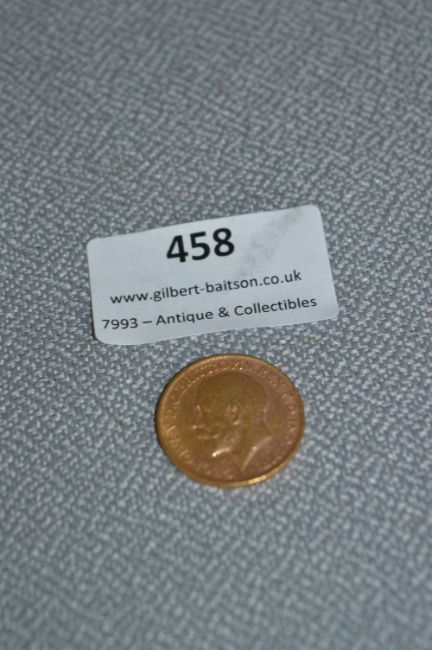 458
www.gilbert-baitson.co.uk
7993 – Antique & Collectibles